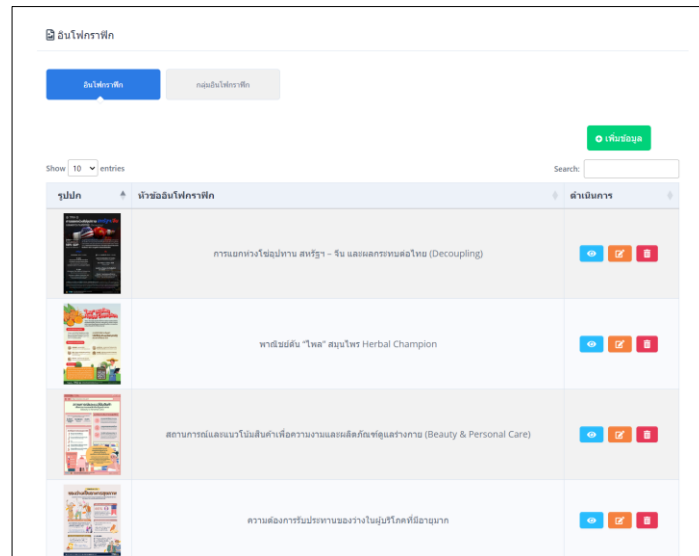 อินโฟกราฟิก
อินโฟกราฟิก
กลุ่มอินโฟกราฟิก
เพิ่มข้อมูล
Show 10 entries
Search:
รูปปก
หัวข้ออินโฟกราฟิก
ดำเนินการ
การแยกห่วงโซ่อุปทาน สหรัฐฯ – จีน และผลกระทบต่อไทย (Decoupling)
พาณิชย์ดัน "ไพล" สมุนไพร Herbal Champion
สถานการณ์และแนวโน้มสินค้าเพื่อความงามและผลิตภัณฑ์ดูแลร่างกาย (Beauty & Personal Care)
ความต้องการรับประทานของว่างในผู้บริโภคที่มีอายุมาก